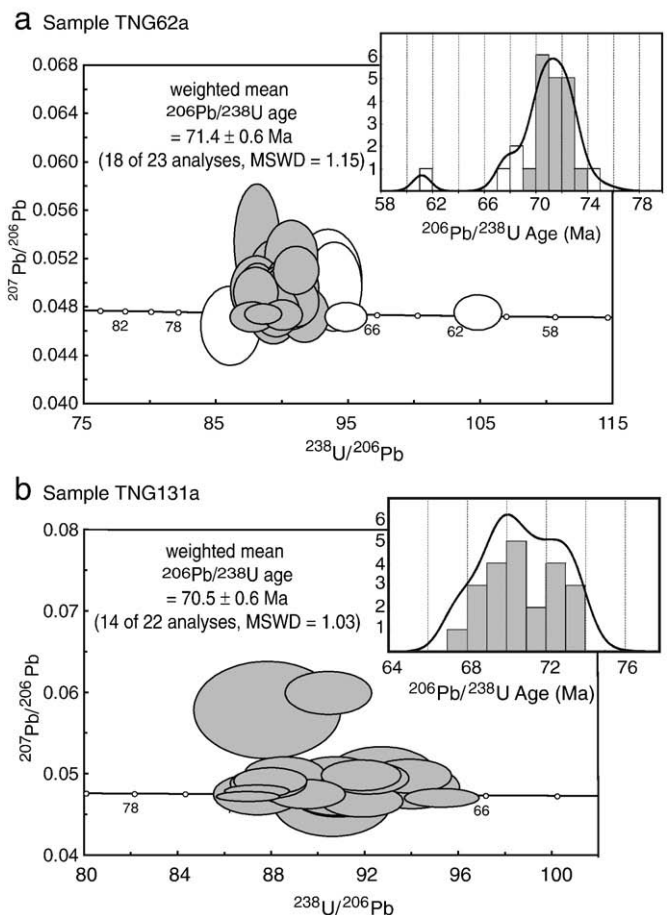 a Sample TNG62a
0.068
0.064
0.060
0.056
0.052
0.048
0.044
0.040
²⁰⁷Pb/²⁰⁶Pb
weighted mean
²⁰⁶Pb/²³⁸U age
= 71.4 ± 0.6 Ma
(18 of 23 analyses, MSWD = 1.15)
6
5
4
3
2
1
58 62 66 70 74 78
²⁰⁶Pb/²³⁸U Age (Ma)
82 78 66 62 58
75 85 95 105 115
²³⁸U/²⁰⁶Pb
b Sample TNG131a
0.08
0.07
0.06
0.05
0.04
²⁰⁷Pb/²⁰⁶Pb
weighted mean
²⁰⁶Pb/²³⁸U age
= 70.5 ± 0.6 Ma
(14 of 22 analyses, MSWD = 1.03)
6
5
4
3
2
1
64 68 72 76
²⁰⁶Pb/²³⁸U Age (Ma)
78 66
80 84 88 92 96 100
²³⁸U/²⁰⁶Pb